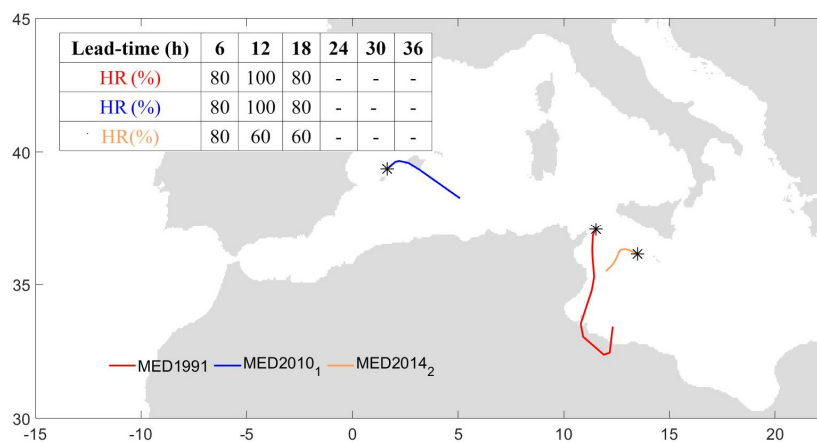 45
Lead-time (h) 6 12 18 24 30 36
HR (%) 80 100 80 - - -
HR (%) 80 100 80 - - -
HR(%) 80 60 60 - - -
40
35
MED1991 MED2010₁ MED2014₂
30
-15 -10 -5 0 5 10 15 20